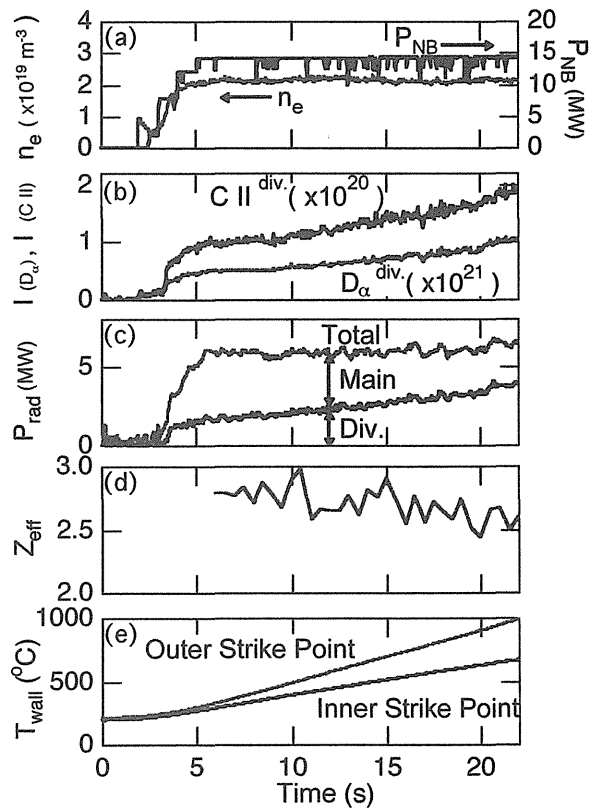 (a)
n_e (×10^19 m^-3)
4
3
2
1
0
P_NB
n_e
20
15
10
5
0
P_NB (MW)
(b)
I (D_α), I (C II)
2
1
0
C II^div. (x10^20)
D_α^div. (x10^21)
(c)
P_rad (MW)
5
0
Total
Main
Div.
(d)
Z_eff
3.0
2.5
2.0
(e)
T_wall (°C)
1000
500
0
Outer Strike Point
Inner Strike Point
0 5 10 15 20
Time (s)